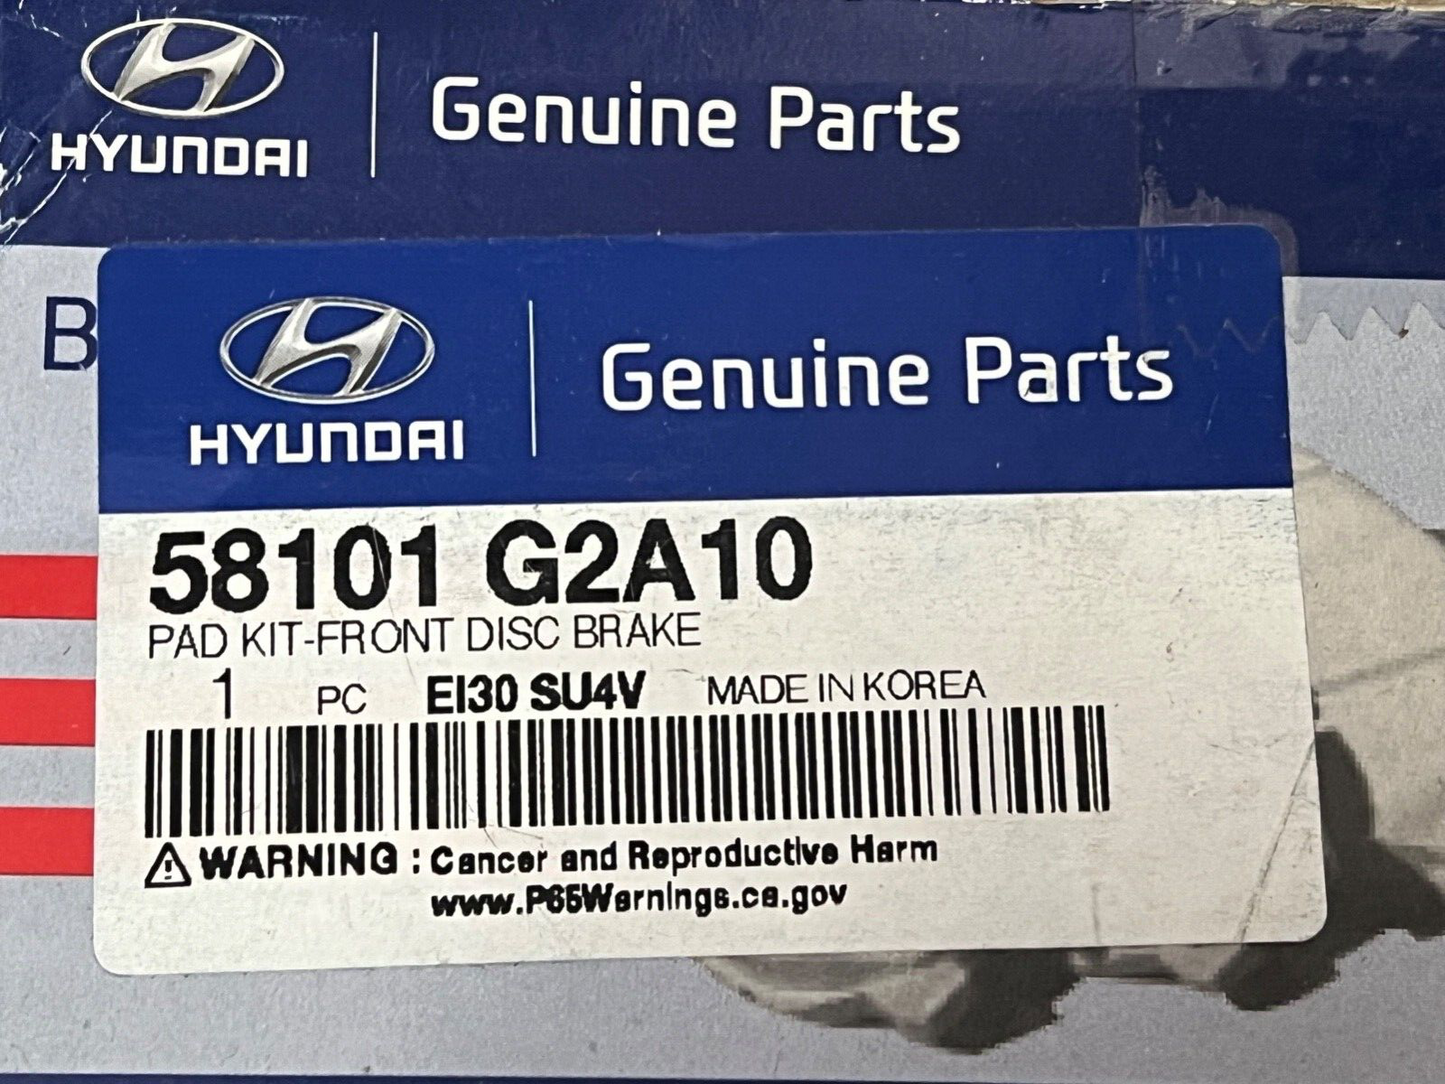 HYUNDAI
Genuine Parts
B
HYUNDAI
Genuine Parts
58101 G2A10
PAD KIT-FRONT DISC BRAKE
1 PC EI30 SU4V MADE IN KOREA
WARNING : Cancer and Reproductive Harm
www.P65Warnings.ca.gov